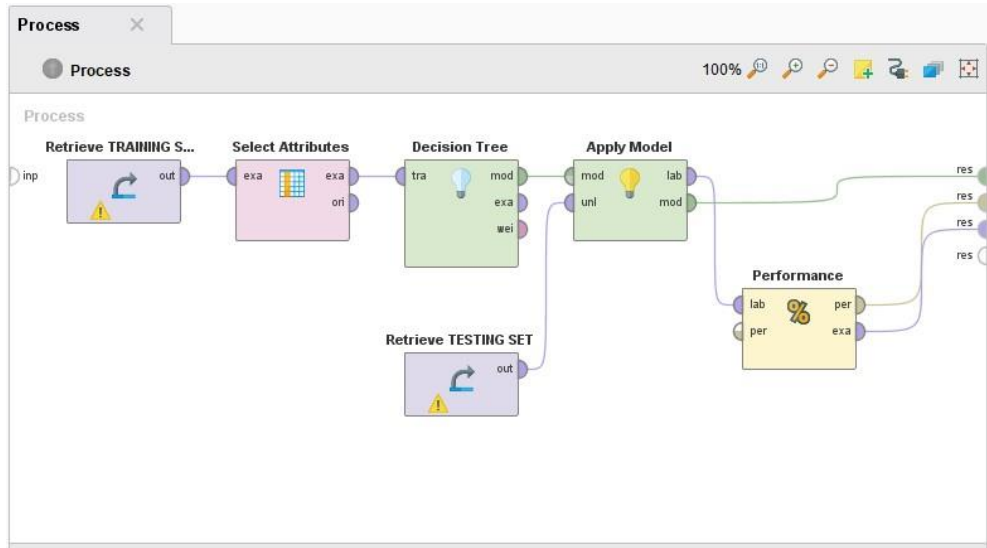 Process
Process
100%
Process
Retrieve TRAINING S...
Select Attributes
Decision Tree
Apply Model
inp
out
exa
exa
ori
tra
mod
exa
wei
mod
lab
unl
mod
res
res
res
res
Performance
lab
per
per
exa
%
Retrieve TESTING SET
out